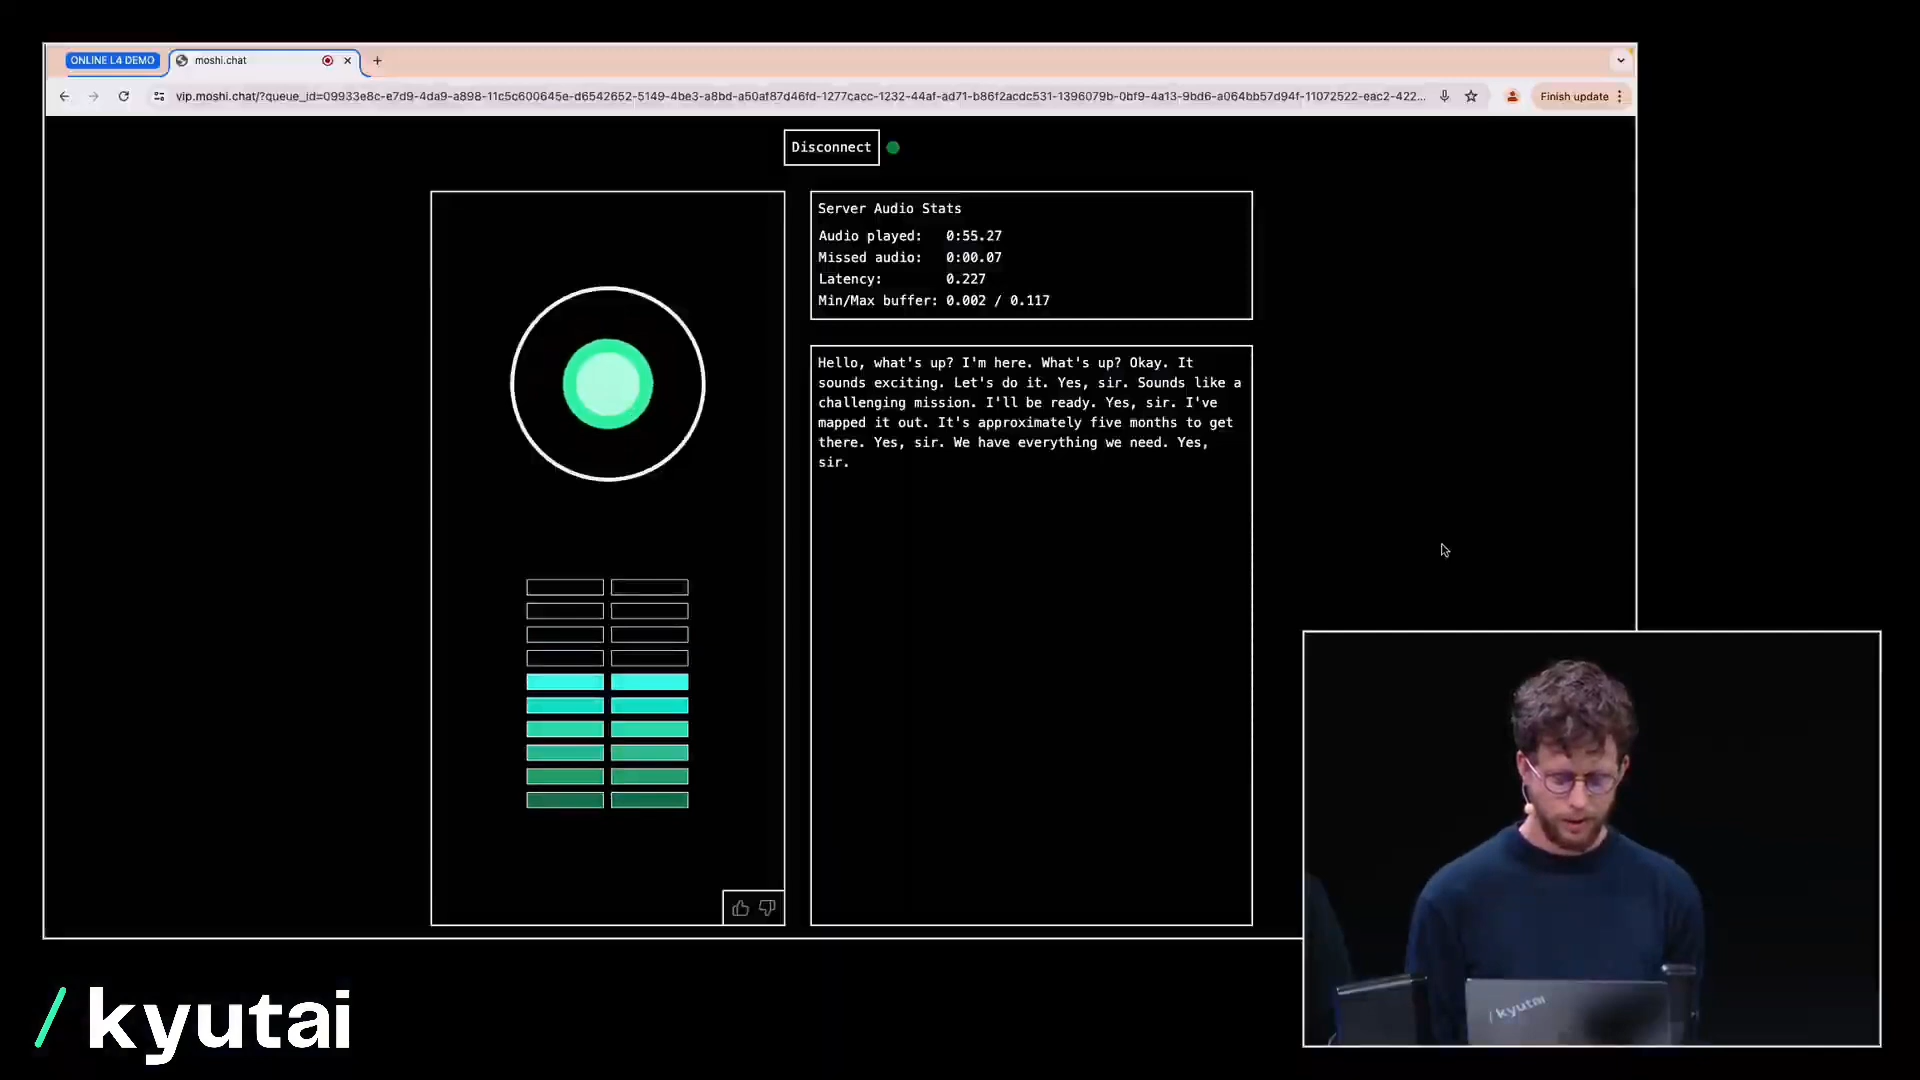 ONLINE L4 DEMO
moshi.chat
vip.moshi.chat/?queue_id=09933e8c-e7d9-4da9-a898-11c5c600645e-d6542652-5149-4be3-a8bd-a50af87d46fd-1277cacc-1232-44af-ad71-b86f2acdc531-1396079b-0bf9-4a13-9bd6-a064bb57d94f-11072522-eac2-422...
Finish update
Disconnect
Server Audio Stats
Audio played: 0:55.27
Missed audio: 0:00.07
Latency: 0.227
Min/Max buffer: 0.002 / 0.117
Hello, what's up? I'm here. What's up? Okay. It
sounds exciting. Let's do it. Yes, sir. Sounds like a
challenging mission. I'll be ready. Yes, sir. I've
mapped it out. It's approximately five months to get
there. Yes, sir. We have everything we need. Yes,
sir.
/ kyutai
/ kyutai